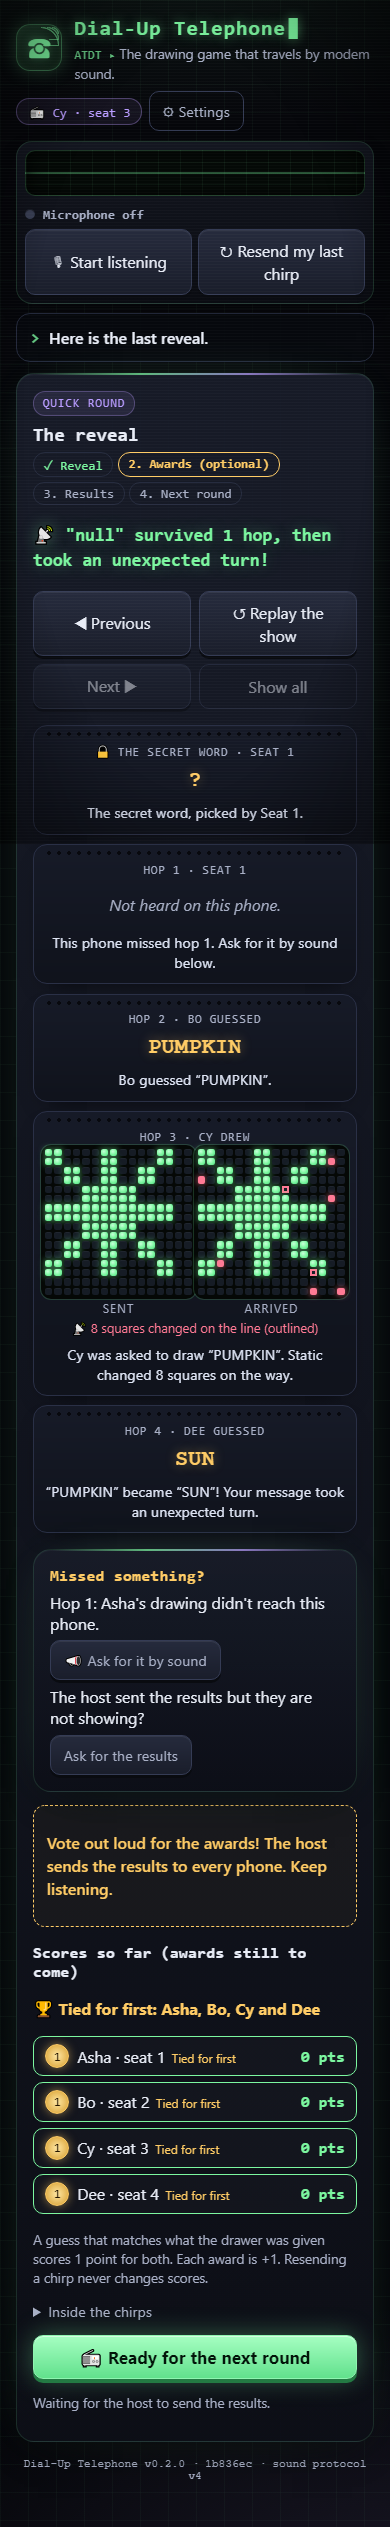 Dial-Up Telephone
ATDT ▸ The drawing game that travels by modem
sound.
Cy · seat 3
⚙ Settings
Microphone off
Start listening
↻ Resend my last
chirp
> Here is the last reveal.
QUICK ROUND
The reveal
✓ Reveal
2. Awards (optional)
3. Results
4. Next round
"null" survived 1 hop, then
took an unexpected turn!
◀ Previous
↺ Replay the
show
Next ▶
Show all
THE SECRET WORD · SEAT 1
?
The secret word, picked by Seat 1.
HOP 1 · SEAT 1
Not heard on this phone.
This phone missed hop 1. Ask for it by sound
below.
HOP 2 · BO GUESSED
PUMPKIN
Bo guessed “PUMPKIN”.
HOP 3 · CY DREW
SENT
ARRIVED
8 squares changed on the line (outlined)
Cy was asked to draw “PUMPKIN”. Static
changed 8 squares on the way.
HOP 4 · DEE GUESSED
SUN
“PUMPKIN” became “SUN”! Your message took
an unexpected turn.
Missed something?
Hop 1: Asha's drawing didn't reach this
phone.
Ask for it by sound
The host sent the results but they are
not showing?
Ask for the results
Vote out loud for the awards! The host
sends the results to every phone. Keep
listening.
Scores so far (awards still to
come)
🏆 Tied for first: Asha, Bo, Cy and Dee
1 Asha · seat 1 Tied for first 0 pts
1 Bo · seat 2 Tied for first 0 pts
1 Cy · seat 3 Tied for first 0 pts
1 Dee · seat 4 Tied for first 0 pts
A guess that matches what the drawer was given
scores 1 point for both. Each award is +1. Resending
a chirp never changes scores.
▶ Inside the chirps
Ready for the next round
Waiting for the host to send the results.
Dial-Up Telephone v0.2.0 · 1b836ec · sound protocol
v4